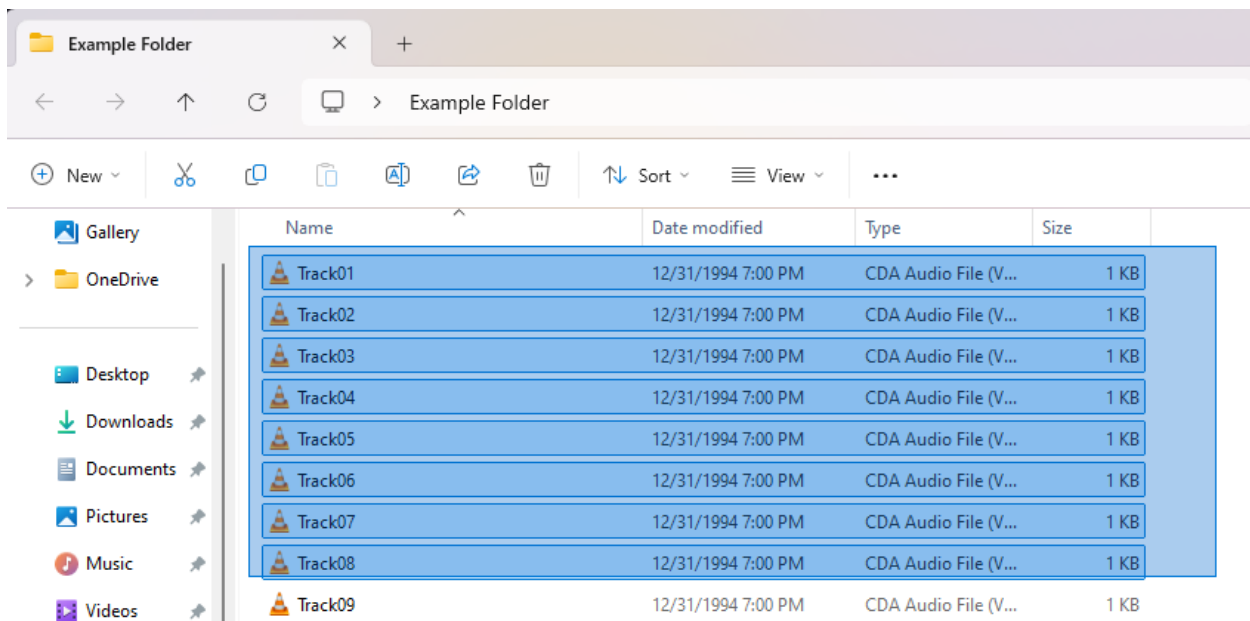 Example Folder
Example Folder
New Sort View
Name Date modified Type Size
Gallery
OneDrive
Desktop
Downloads
Documents
Pictures
Music
Videos
Track01 12/31/1994 7:00 PM CDA Audio File (V... 1 KB
Track02 12/31/1994 7:00 PM CDA Audio File (V... 1 KB
Track03 12/31/1994 7:00 PM CDA Audio File (V... 1 KB
Track04 12/31/1994 7:00 PM CDA Audio File (V... 1 KB
Track05 12/31/1994 7:00 PM CDA Audio File (V... 1 KB
Track06 12/31/1994 7:00 PM CDA Audio File (V... 1 KB
Track07 12/31/1994 7:00 PM CDA Audio File (V... 1 KB
Track08 12/31/1994 7:00 PM CDA Audio File (V... 1 KB
Track09 12/31/1994 7:00 PM CDA Audio File (V... 1 KB